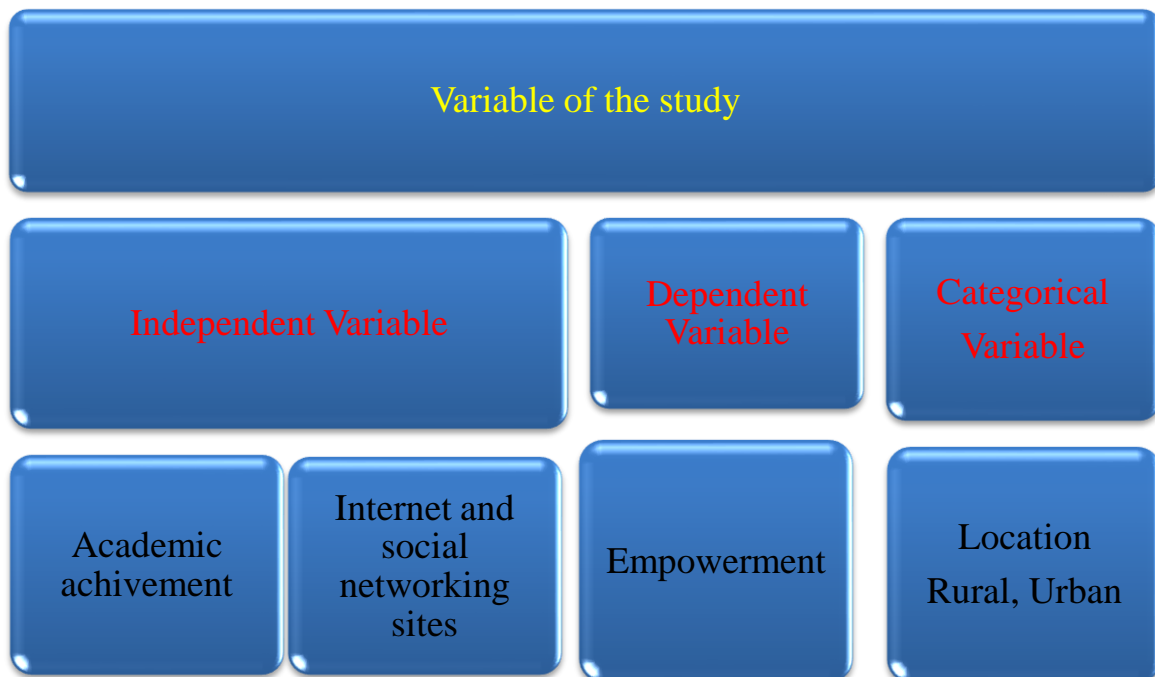 Variable of the study
Independent Variable
Dependent
Variable
Categorical
Variable
Academic
achivement
Internet and
social
networking
sites
Empowerment
Location
Rural, Urban